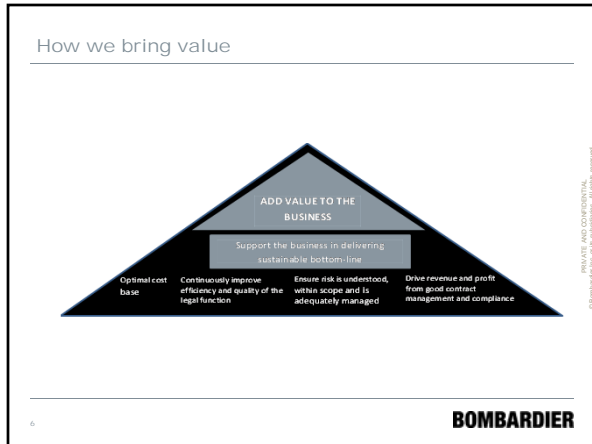 How we bring value
ADD VALUE TO THE
BUSINESS
Support the business in delivering
sustainable bottom-line
Optimal cost
base
Continuously improve
efficiency and quality of the
legal function
Ensure risk is understood,
within scope and is
adequately managed
Drive revenue and profit
from good contract
management and compliance
PRIVATE AND CONFIDENTIAL
6
BOMBARDIER